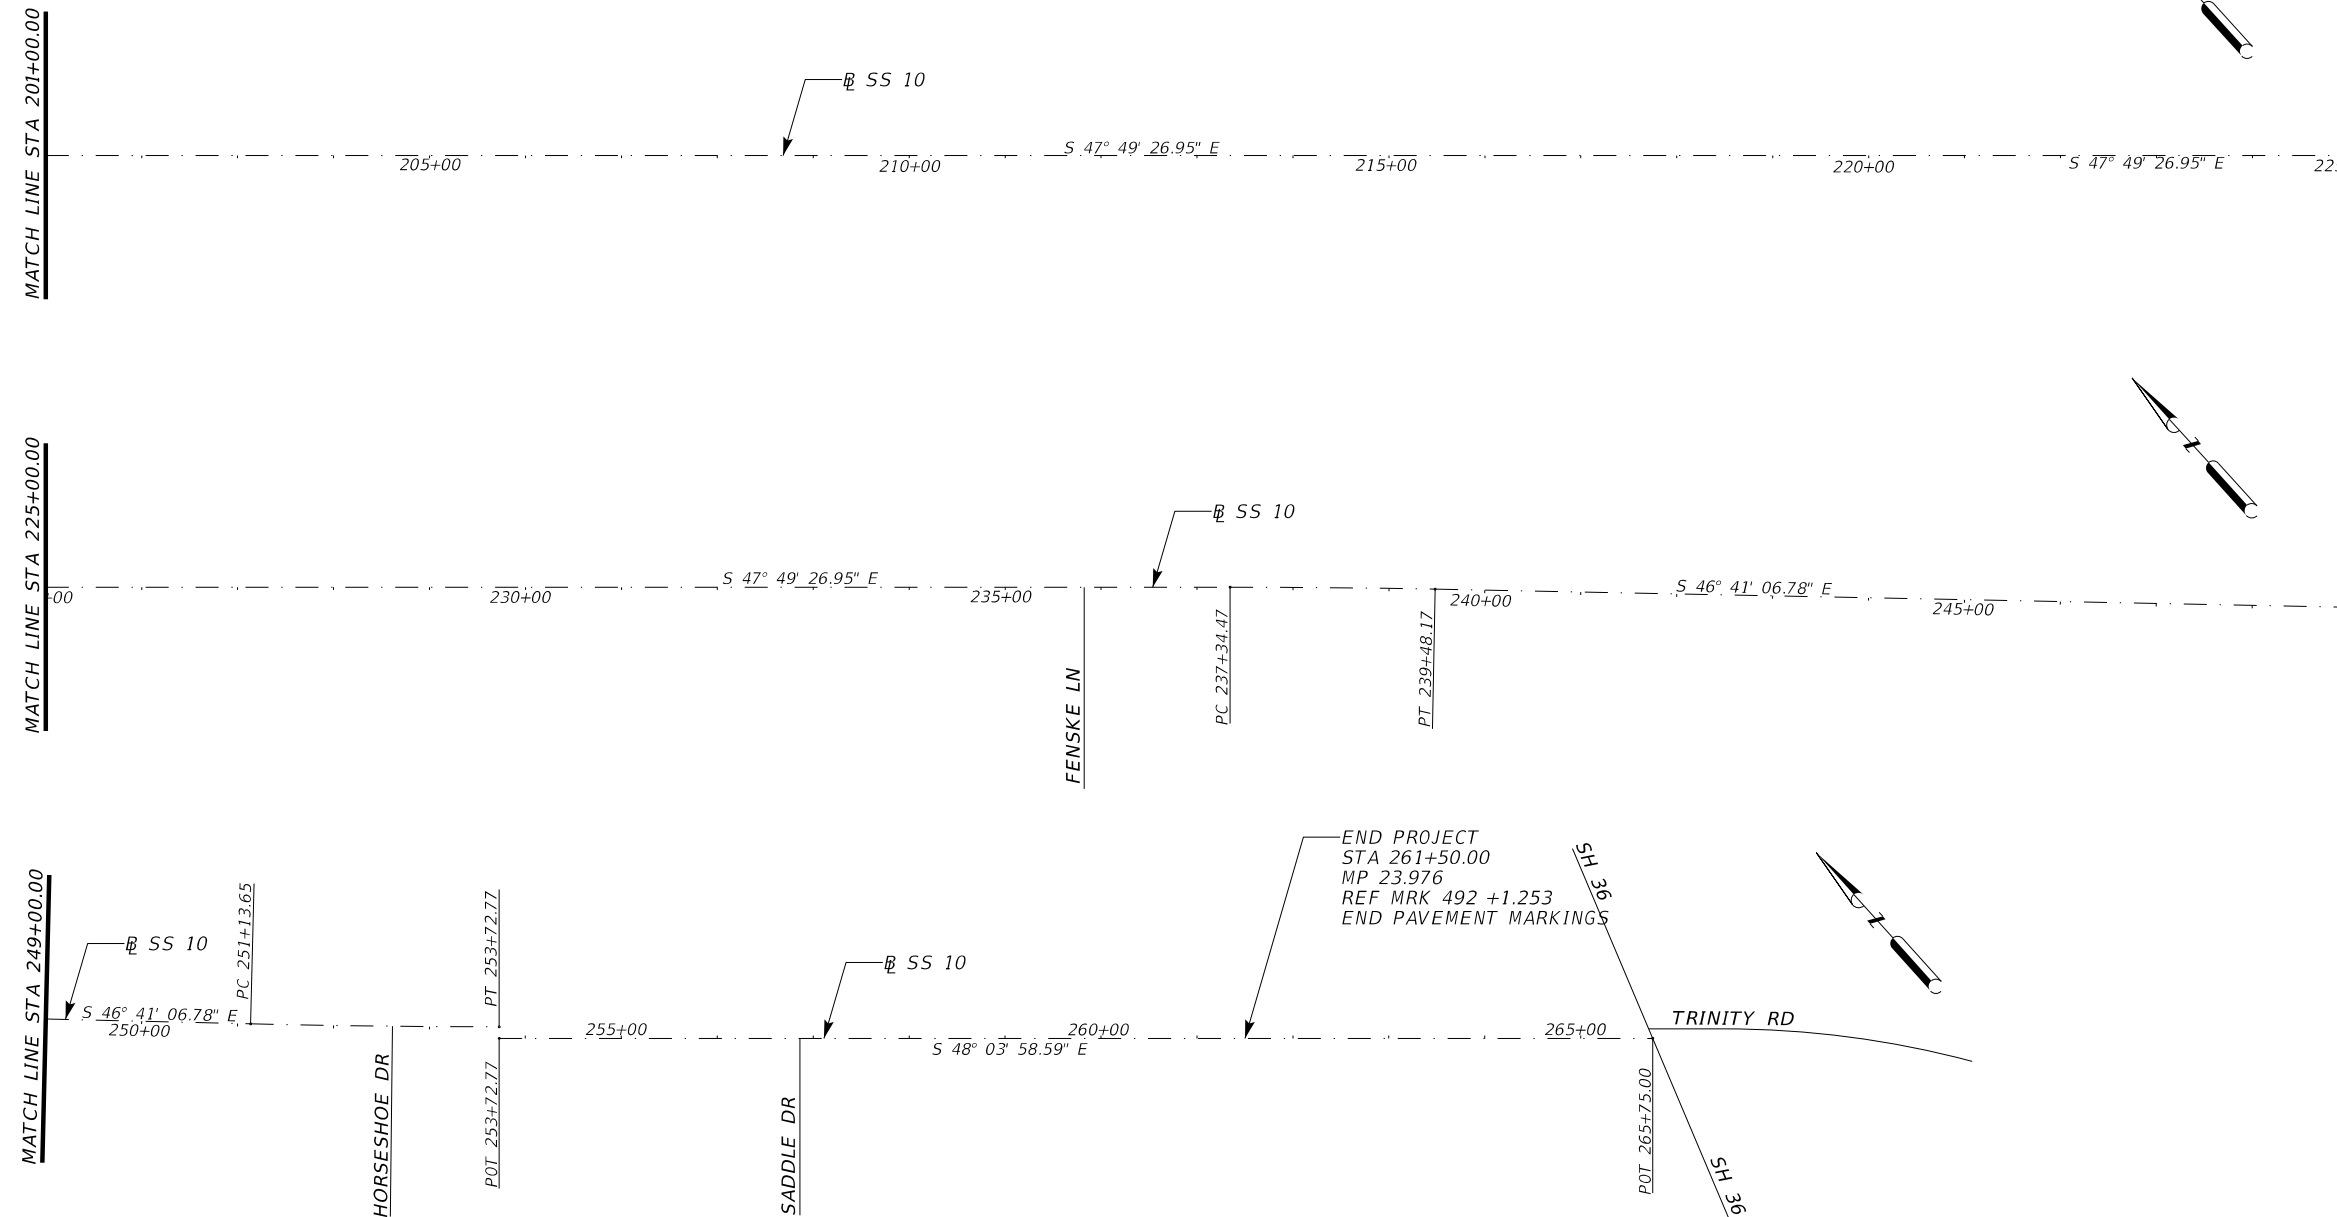 MATCH LINE STA 201+00.00
BL SS 10
S 47° 49' 26.95" E
S 47° 49' 26.95" E
205+00
210+00
215+00
220+00
MATCH LINE STA 225+00.00
N
BL SS 10
S 47° 49' 26.95" E
S 46° 41' 06.78" E
+00
230+00
235+00
240+00
245+00
FENSKE LN
PC 237+34.47
PT 239+48.17
MATCH LINE STA 249+00.00
BL SS 10
S 46° 41' 06.78" E
250+00
PC 251+13.65
PT 253+72.77
HORSESHOE DR
POT 253+72.77
BL SS 10
255+00
260+00
265+00
S 48° 03' 58.59" E
SADDLE DR
END PROJECT
STA 261+50.00
MP 23.976
REF MRK 492 +1.253
END PAVEMENT MARKINGS
SH 36
N
TRINITY RD
POT 265+75.00
SH 36